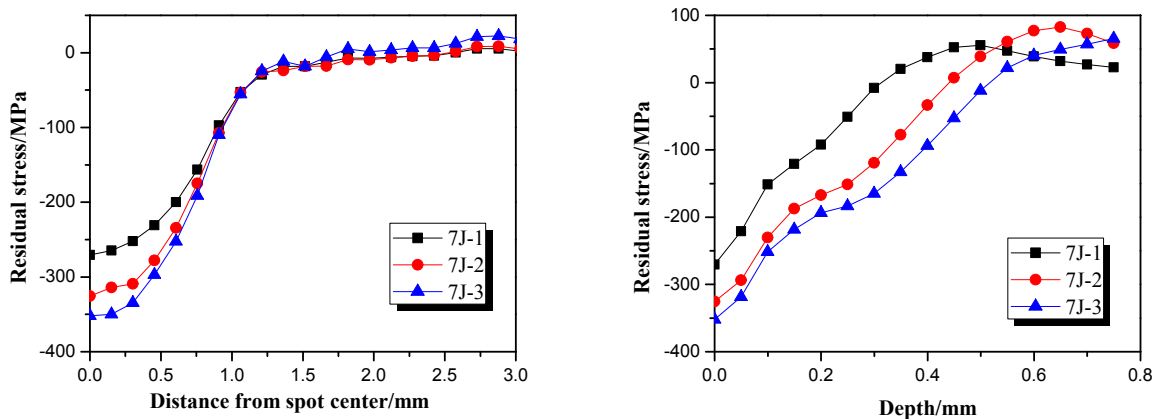 0
-100
-200
-300
-400
Residual stress/MPa
7J-1
7J-2
7J-3
0.0 0.5 1.0 1.5 2.0 2.5 3.0
Distance from spot center/mm
100
0
-100
-200
-300
-400
Residual stress/MPa
7J-1
7J-2
7J-3
0.0 0.2 0.4 0.6 0.8
Depth/mm